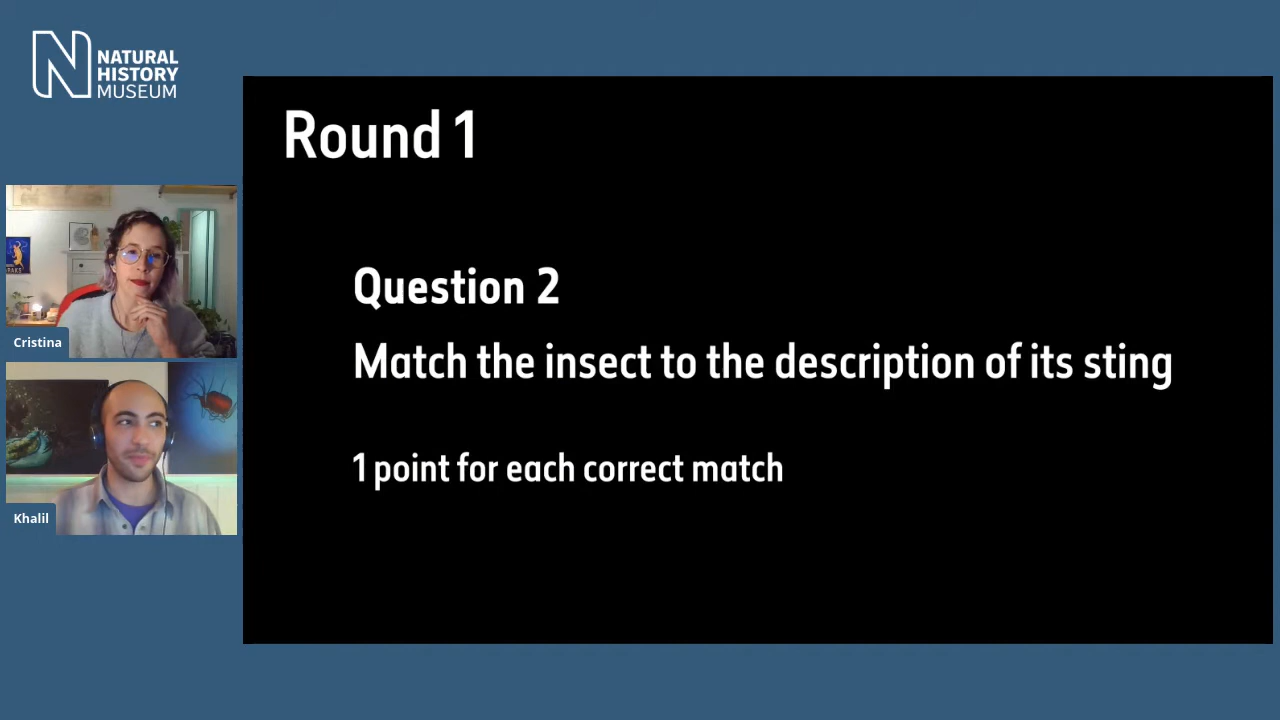 NATURAL
HISTORY
MUSEUM
Round 1
Question 2
Match the insect to the description of its sting
1 point for each correct match
Cristina
Khalil